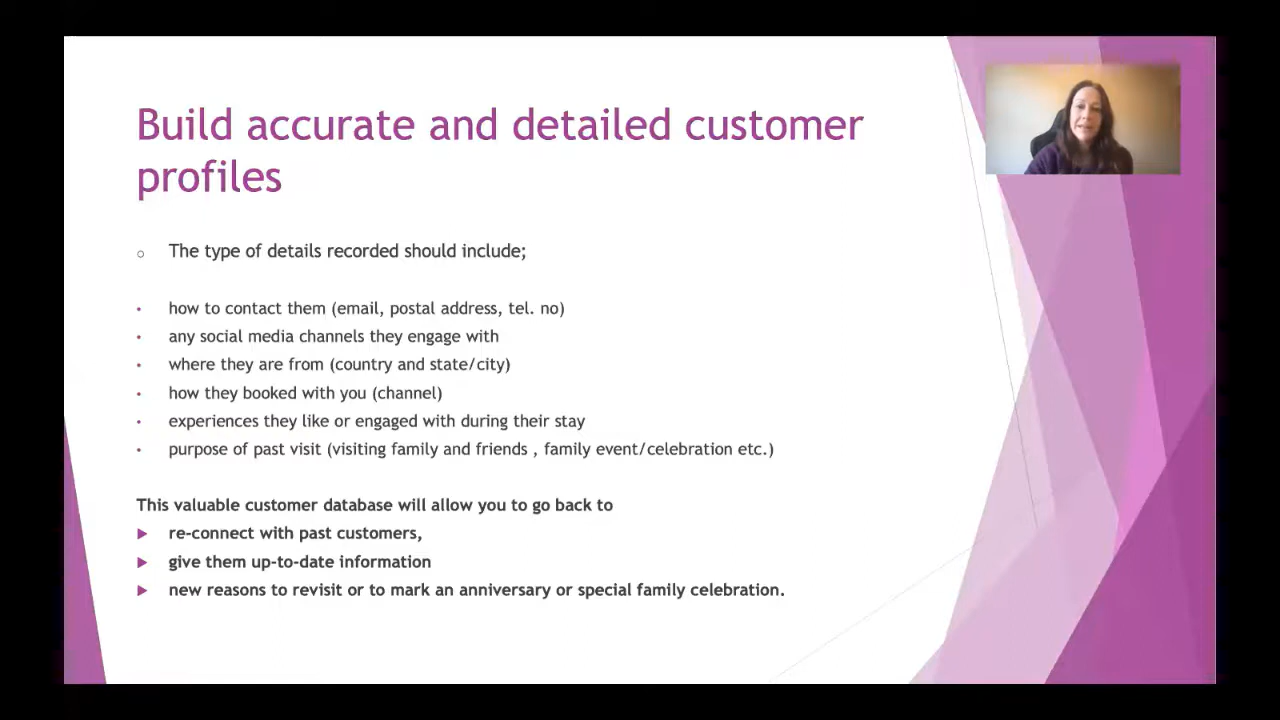 Build accurate and detailed customer
profiles
The type of details recorded should include;
how to contact them (email, postal address, tel. no)
any social media channels they engage with
where they are from (country and state/city)
how they booked with you (channel)
experiences they like or engaged with during their stay
purpose of past visit (visiting family and friends , family event/celebration etc.)
This valuable customer database will allow you to go back to
re-connect with past customers,
give them up-to-date information
new reasons to revisit or to mark an anniversary or special family celebration.